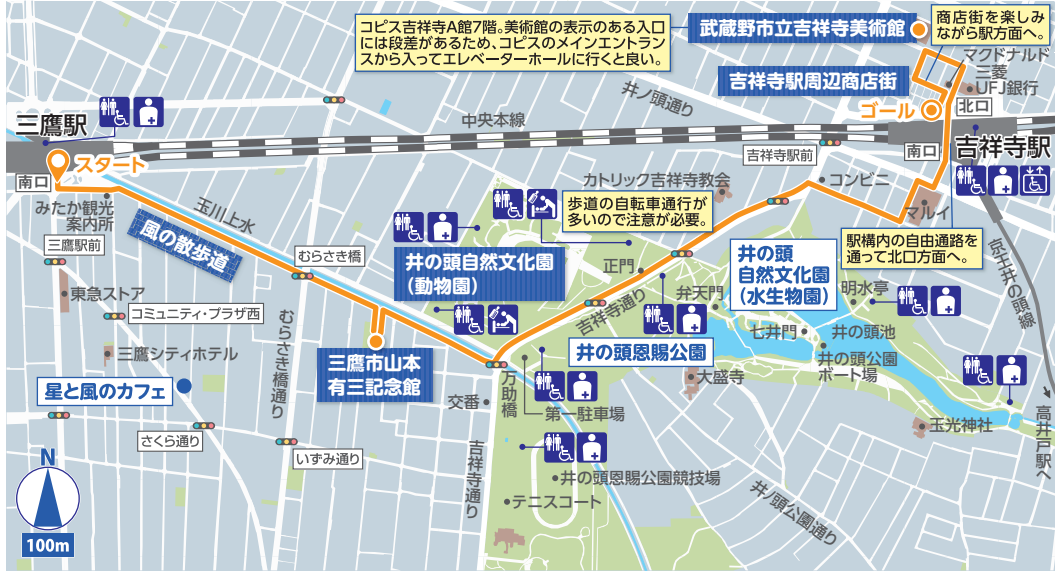 コピス吉祥寺A館7階。美術館の表示のある入口
には段差があるため、コピスのメインエントラン
スから入ってエレベーターホールに行くと良い。
武蔵野市立吉祥寺美術館
商店街を楽しみ
ながら駅方面へ。
吉祥寺駅周辺商店街
マクドナルド
三菱
UFJ銀行
ゴール
北口
井ノ頭通り
中央本線
三鷹駅
スタート
南口
吉祥寺駅前
南口
吉祥寺駅
コンビニ
カトリック吉祥寺教会
マルイ
みたか観光
案内所
玉川上水
歩道の自転車通行が
多いので注意が必要。
風の散歩道
三鷹駅前
むらさき橋
井の頭自然文化園
(動物園)
正門
井の頭
自然文化園
(水生物園)
駅構内の自由通路を
通って北口方面へ。
京王井の頭線
東急ストア
コミュニティ・プラザ西
吉祥寺通り
弁天門
明水亭
七井門
井の頭池
三鷹シティホテル
むらさき橋通り
三鷹市山本
有三記念館
井の頭恩賜公園
井の頭公園
ボート場
星と風のカフェ
万助橋
交番
第一駐車場
大盛寺
玉光神社
高井戸駅へ
さくら通り
いずみ通り
吉祥寺通り
井の頭恩賜公園競技場
テニスコート
井ノ頭公園通り
N
100m